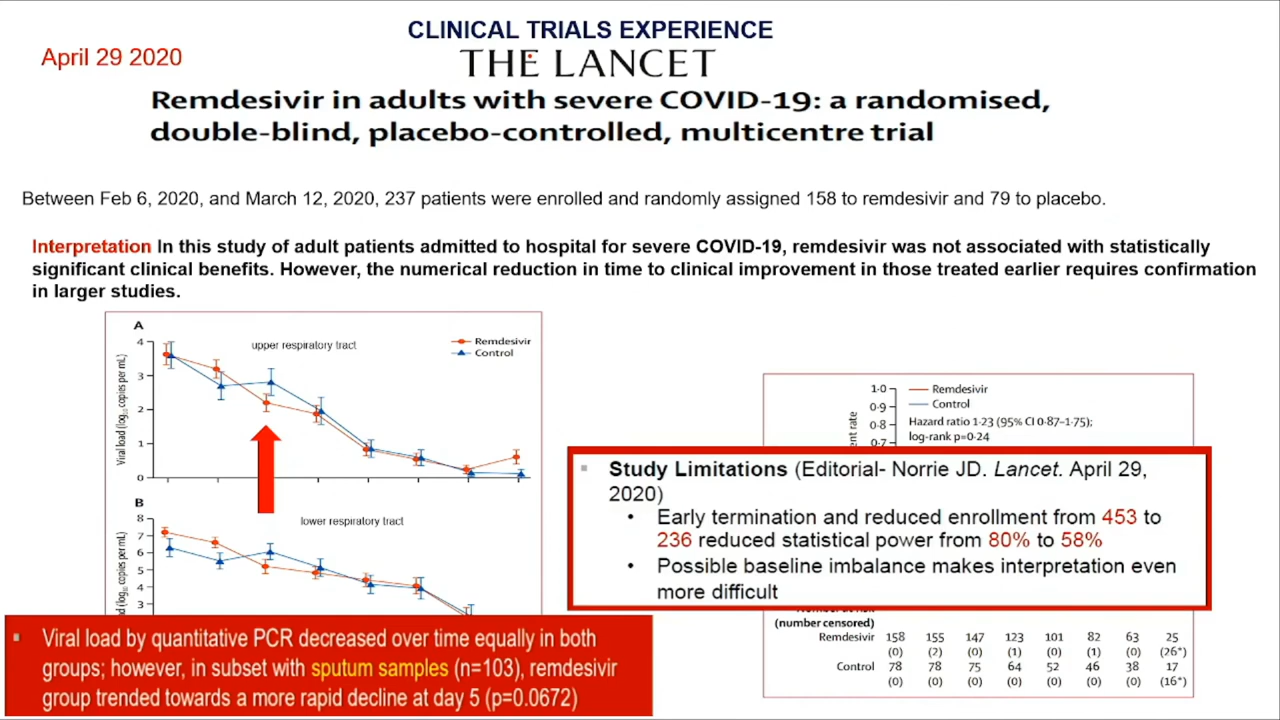 CLINICAL TRIALS EXPERIENCE
April 29 2020
THE LANCET
Remdesivir in adults with severe COVID-19: a randomised,
double-blind, placebo-controlled, multicentre trial
Between Feb 6, 2020, and March 12, 2020, 237 patients were enrolled and randomly assigned 158 to remdesivir and 79 to placebo.
Interpretation In this study of adult patients admitted to hospital for severe COVID-19, remdesivir was not associated with statistically
significant clinical benefits. However, the numerical reduction in time to clinical improvement in those treated earlier requires confirmation
in larger studies.
A
upper respiratory tract
Remdesivir
Control
Viral load (log10 copies per mL)
4
3
2
1
0
B
lower respiratory tract
8
7
6
5
4
3
copies per mL)
Viral load by quantitative PCR decreased over time equally in both
groups; however, in subset with sputum samples (n=103), remdesivir
group trended towards a more rapid decline at day 5 (p=0.0672)
1·0
0·9
0·8
0·7
Remdesivir
Control
Hazard ratio 1·23 (95% CI 0·87–1·75);
log-rank p=0·24
rate
Study Limitations (Editorial- Norrie JD. Lancet. April 29,
2020)
Early termination and reduced enrollment from 453 to
236 reduced statistical power from 80% to 58%
Possible baseline imbalance makes interpretation even
more difficult
(number censored)
Remdesivir 158 155 147 123 101 82 63 25
(0) (2) (0) (1) (0) (1) (0) (26*)
Control 78 78 75 64 52 46 38 17
(0) (0) (0) (0) (0) (0) (0) (16*)